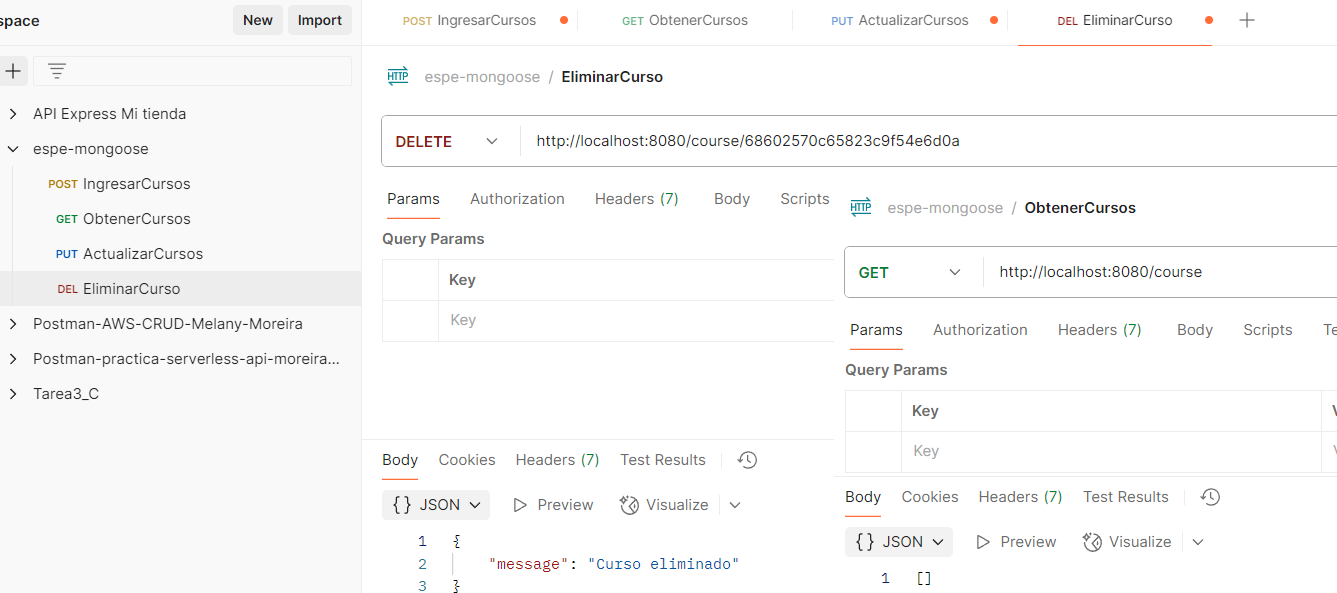 space
New
Import
POST IngresarCursos
GET ObtenerCursos
PUT ActualizarCursos
DEL EliminarCurso
API Express Mi tienda
espe-mongoose
POST IngresarCursos
GET ObtenerCursos
PUT ActualizarCursos
DEL EliminarCurso
Postman-AWS-CRUD-Melany-Moreira
Postman-practica-serverless-api-moreira...
Tarea3_C
HTTP espe-mongoose / EliminarCurso
DELETE http://localhost:8080/course/68602570c65823c9f54e6d0a
Params Authorization Headers (7) Body Scripts
Query Params
Key
Key
Body Cookies Headers (7) Test Results
{} JSON Preview Visualize
1 {
2 "message": "Curso eliminado"
3 }
HTTP espe-mongoose / ObtenerCursos
GET http://localhost:8080/course
Params Authorization Headers (7) Body Scripts Te
Query Params
Key
Key
Body Cookies Headers (7) Test Results
{} JSON Preview Visualize
1 []